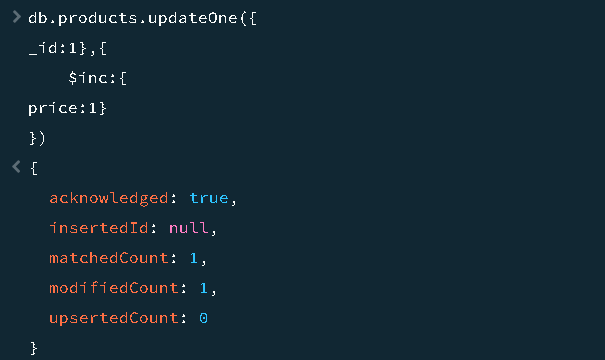 > db.products.updateOne({
_id:1},{
$inc:{
price:1}
})
< {
acknowledged: true,
insertedId: null,
matchedCount: 1,
modifiedCount: 1,
upsertedCount: 0
}